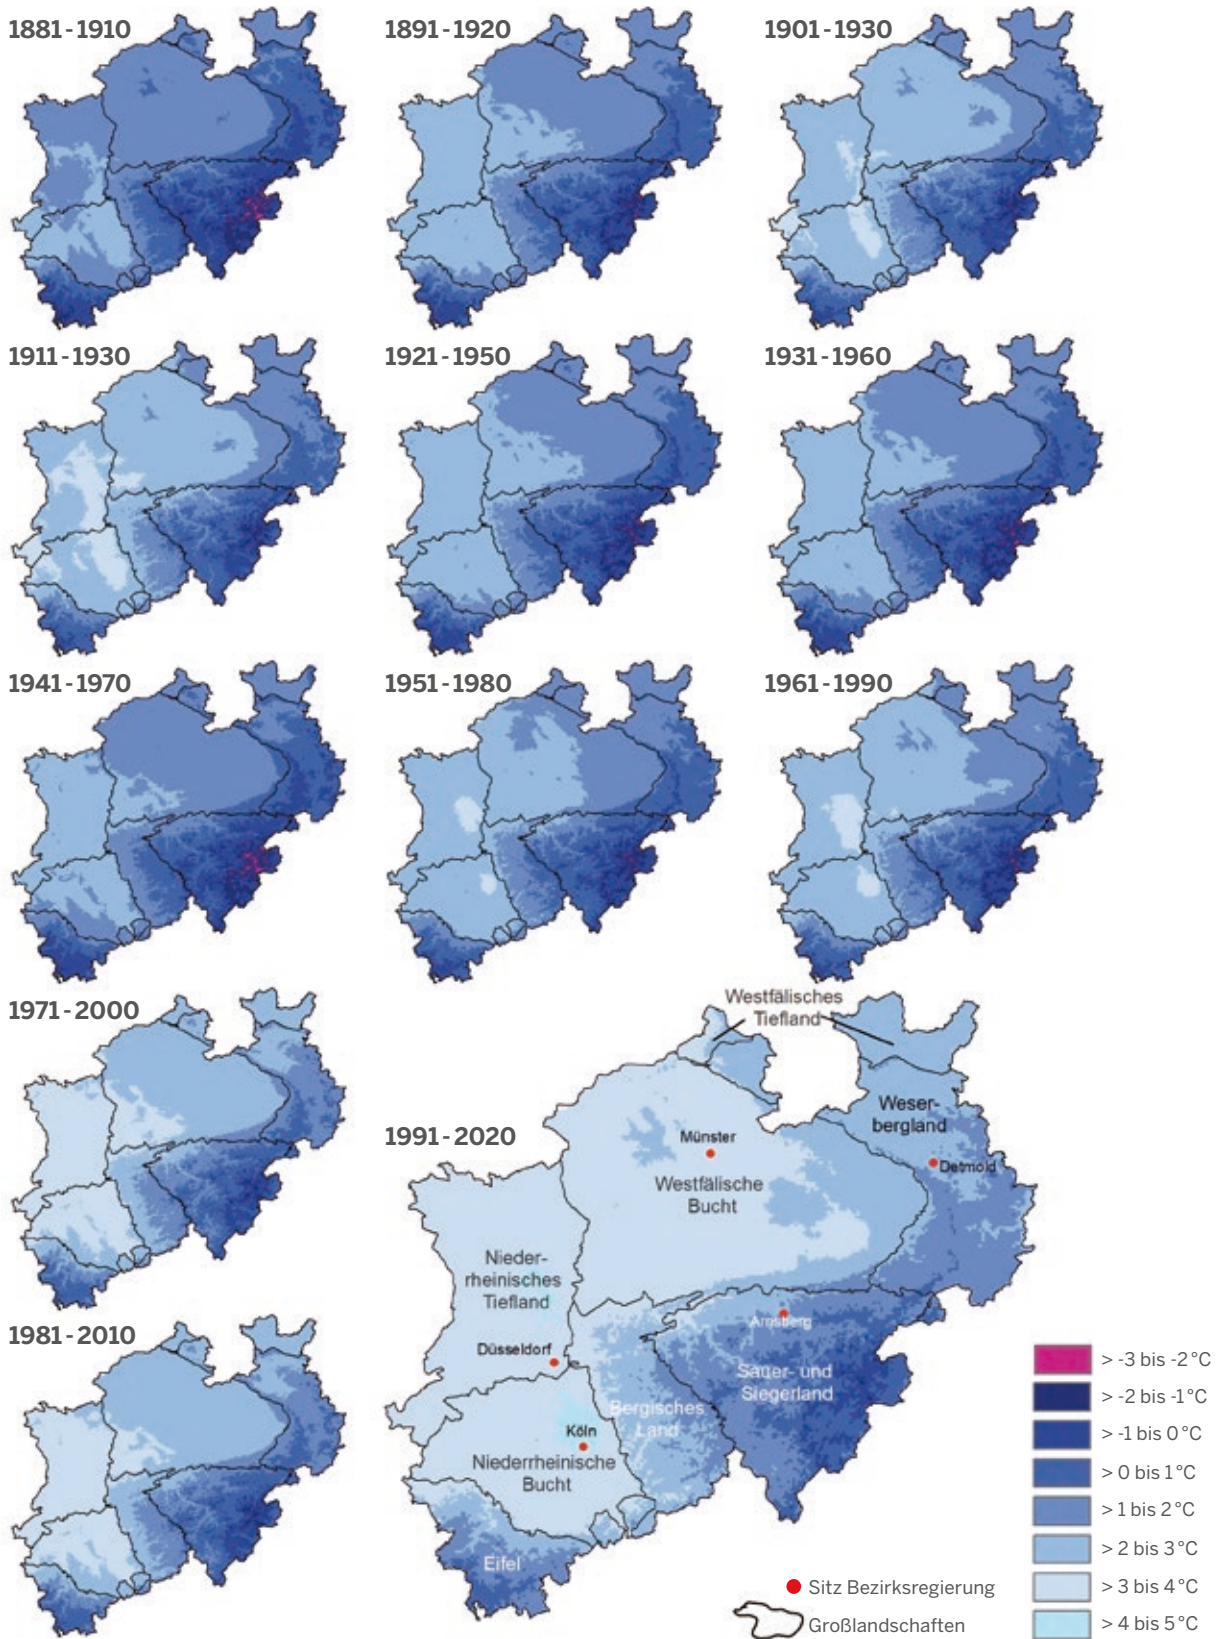 1881-1910
1891-1920
1901-1930
1911-1930
1921-1950
1931-1960
1941-1970
1951-1980
1961-1990
1971-2000
1981-2010
1991-2020
Westfälisches
Tiefland
Weser-
bergland
Münster
Detmold
Westfälische
Bucht
Nieder-
rheinisches
Tiefland
Arnsberg
Düsseldorf
Sauer- und
Siegerland
Bergisches
Land
Köln
Niederrheinische
Bucht
Eifel
Sitz Bezirksregierung
Großlandschaften
> -3 bis -2 °C
> -2 bis -1 °C
> -1 bis 0 °C
> 0 bis 1 °C
> 1 bis 2 °C
> 2 bis 3 °C
> 3 bis 4 °C
> 4 bis 5 °C